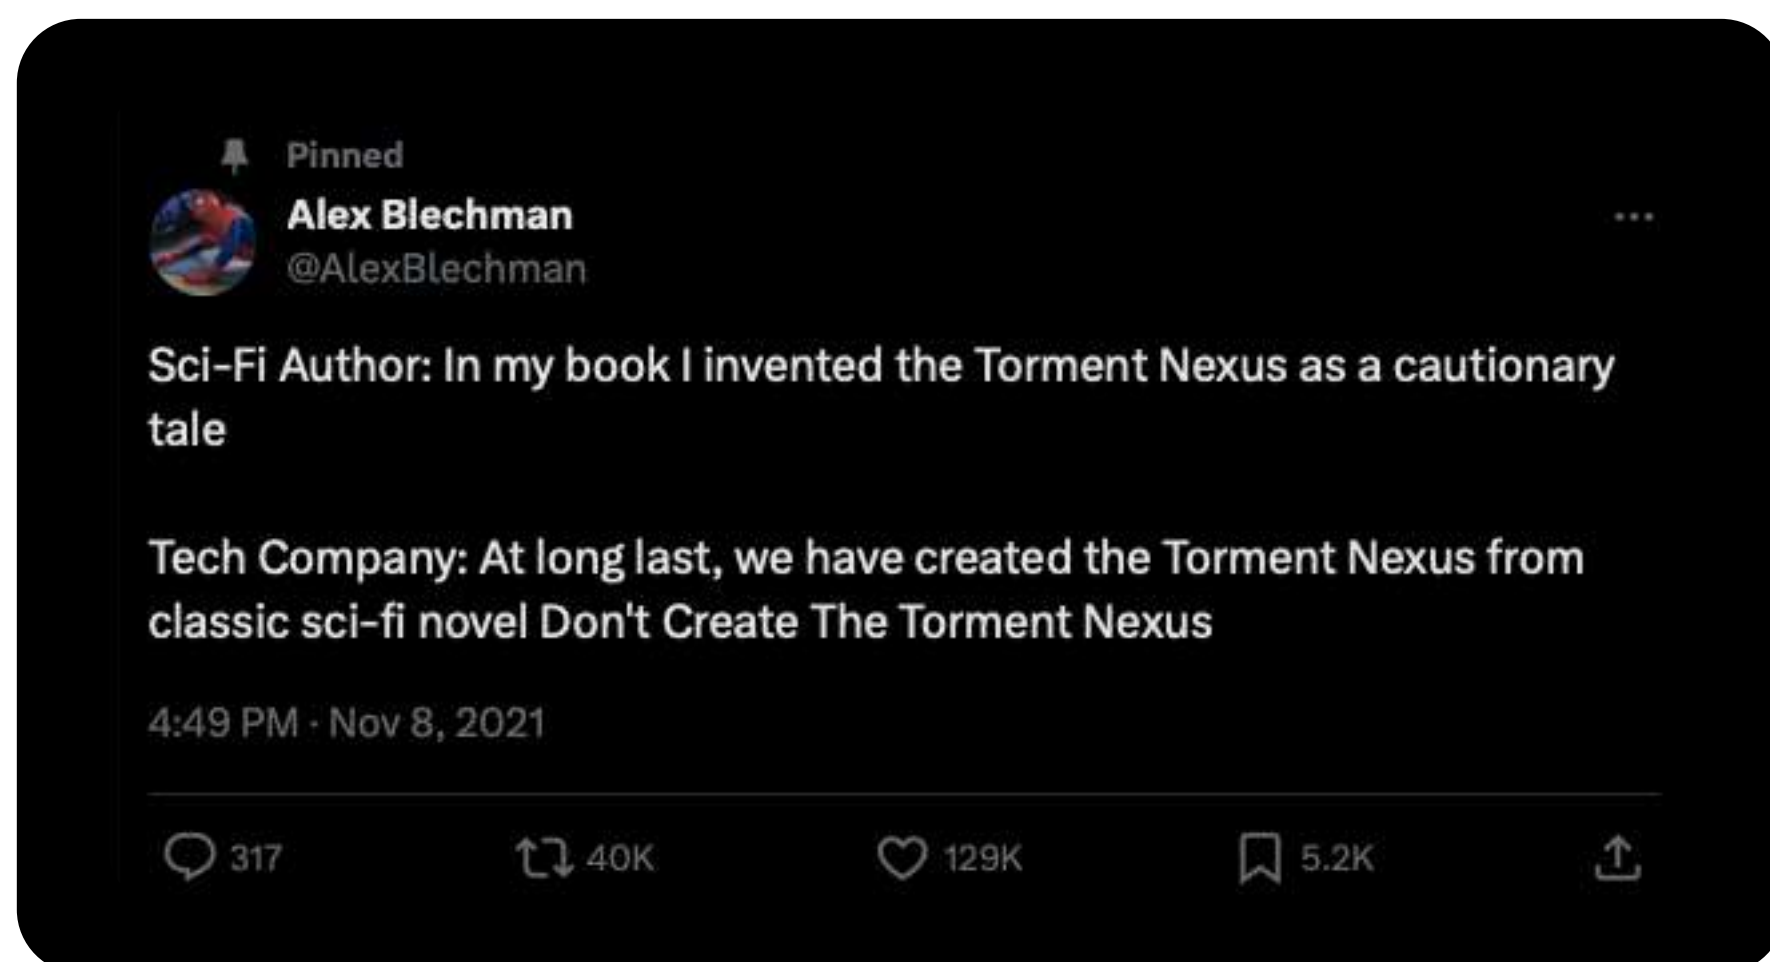 Pinned
Alex Blechman
@AlexBlechman
Sci-Fi Author: In my book I invented the Torment Nexus as a cautionary
tale
Tech Company: At long last, we have created the Torment Nexus from
classic sci-fi novel Don't Create The Torment Nexus
4:49 PM · Nov 8, 2021
317 40K 129K 5.2K